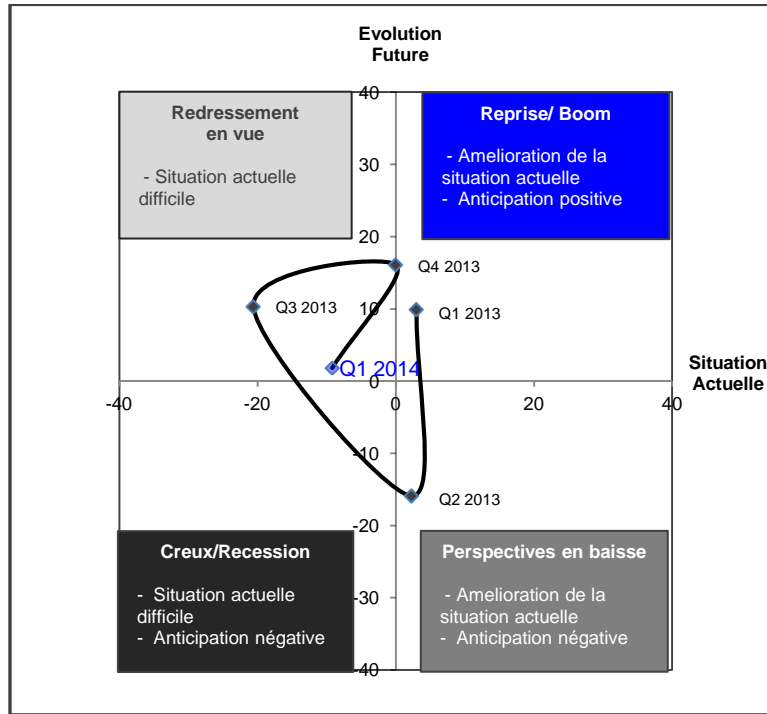 Evolution
Future
40
Redressement
en vue
- Situation actuelle
difficile
Reprise/ Boom
- Amelioration de la
situation actuelle
- Anticipation positive
30
20
Q4 2013
10
Q3 2013
Q1 2013
Q1 2014
Situation
Actuelle
0
-40
-20
0
20
40
-10
Q2 2013
-20
Creux/Recession
- Situation actuelle
difficile
- Anticipation négative
Perspectives en baisse
- Amelioration de la
situation actuelle
- Anticipation négative
-30
-40